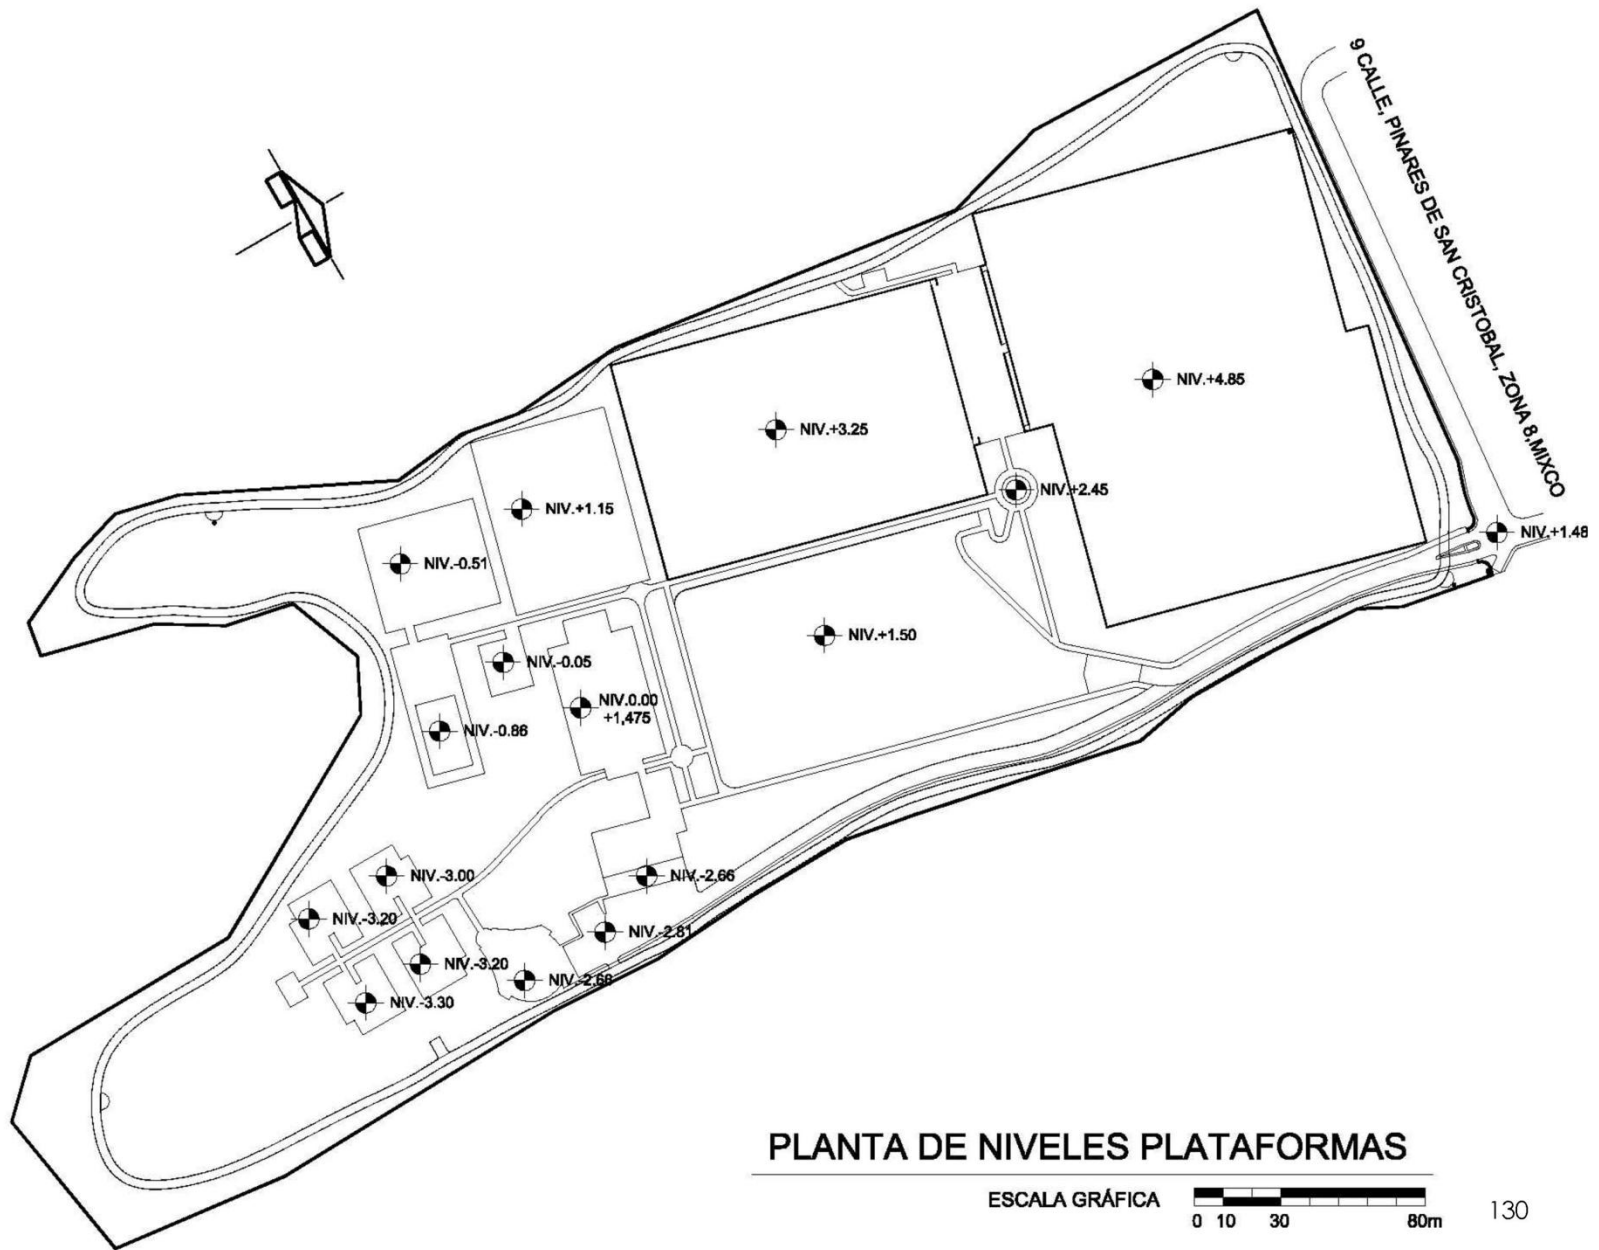 9 CALLE, PINARES DE SAN CRISTOBAL, ZONA 8,MIXCO
NIV.+4.85
NIV.+3.25
NIV.+2.45
NIV.+1.15
NIV.+1.48
NIV.-0.51
NIV.+1.50
NIV.-0.05
NIV.0.00
+1,475
NIV.-0.86
NIV.-3.00
NIV.-2.66
NIV.-3.20
NIV.-2.81
NIV.-3.20
NIV.-2.66
NIV.-3.30
PLANTA DE NIVELES PLATAFORMAS
ESCALA GRÁFICA
0 10 30 80m
130